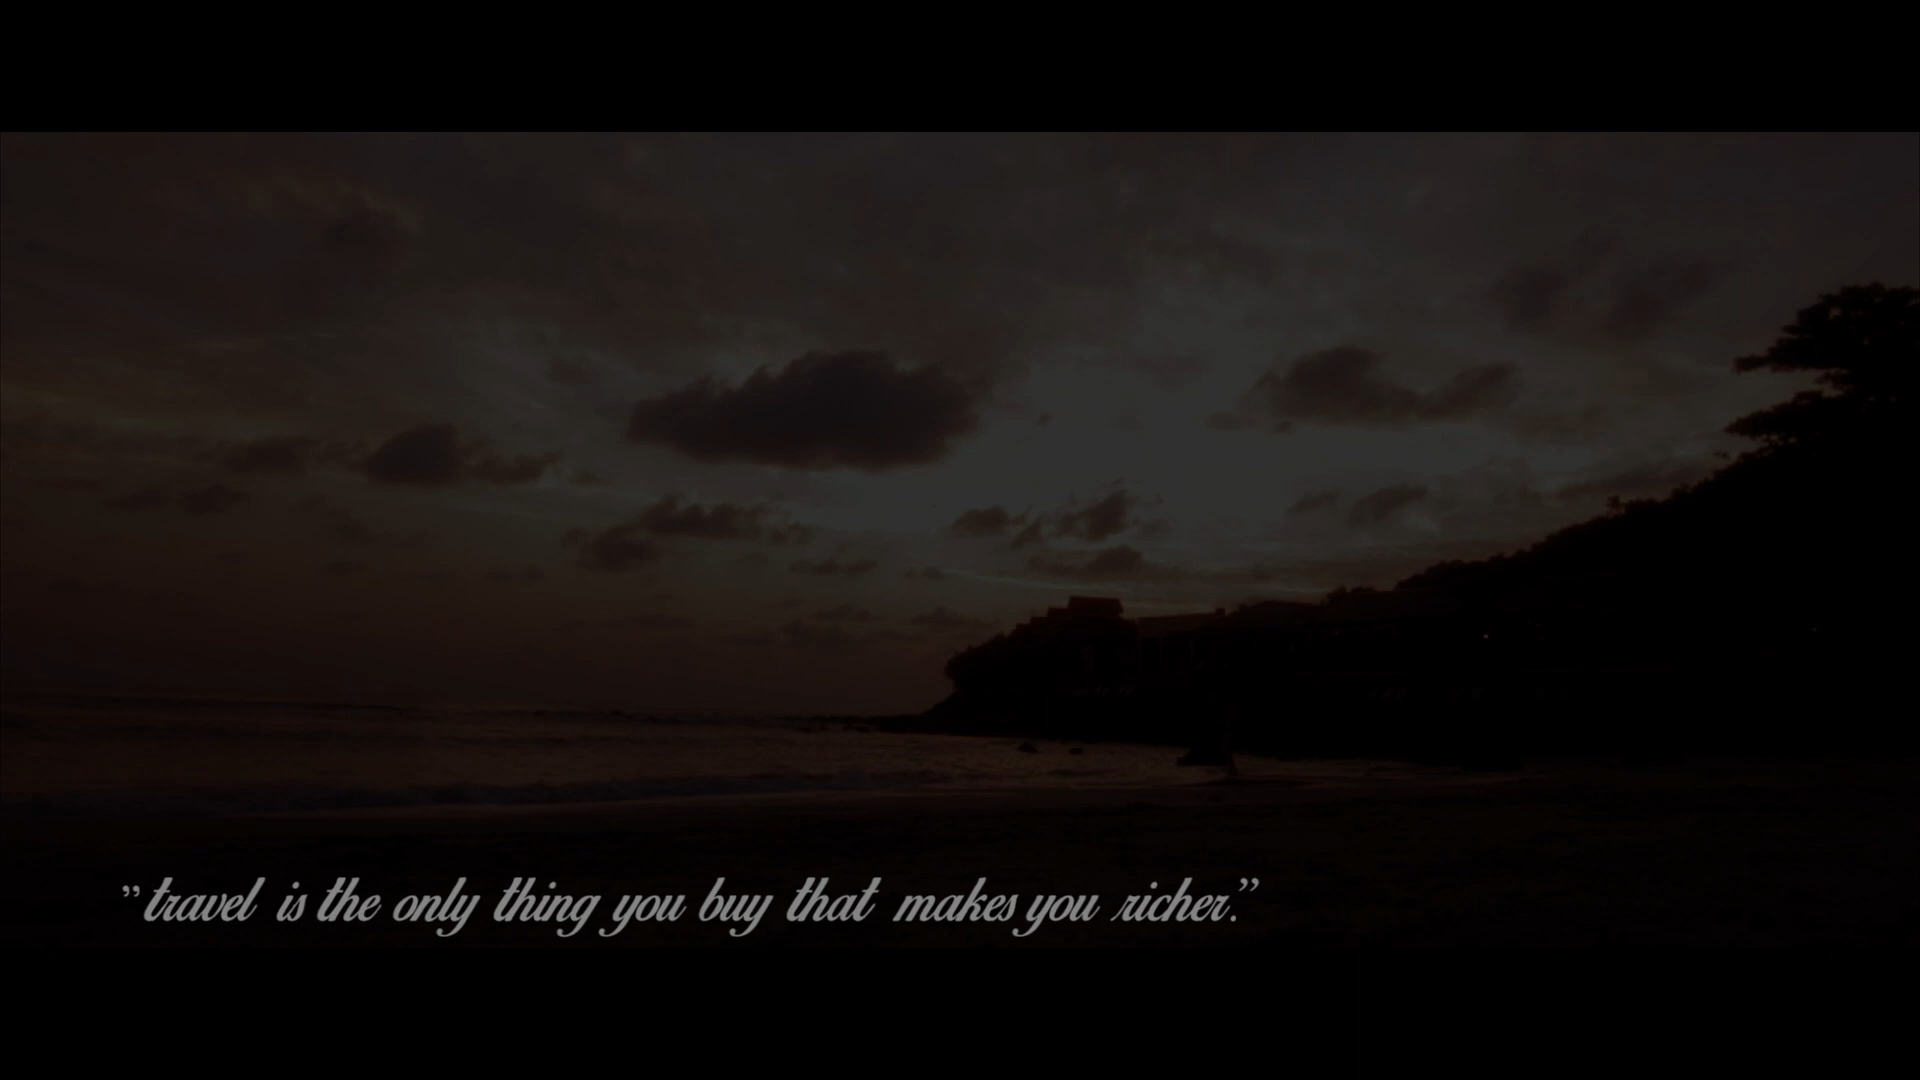 ”travel is the only thing you buy that makes you richer.”